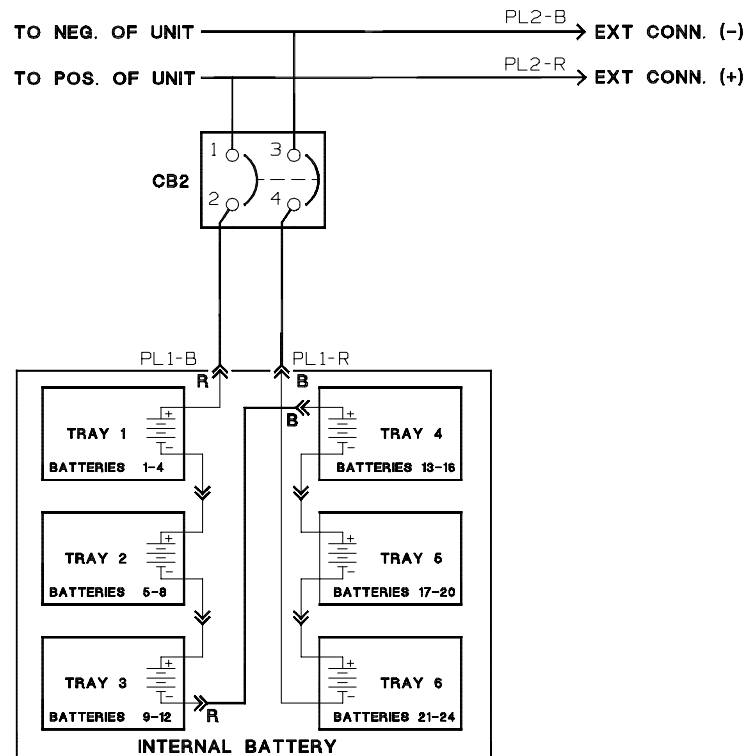 PL2-B
TO NEG. OF UNIT EXT CONN. (-)
PL2-R
TO POS. OF UNIT EXT CONN. (+)
1 3
CB2
2 4
PL1-B PL1-R
R B
+ B +
TRAY 1 TRAY 4
- -
BATTERIES 1-4 BATTERIES 13-16
+ +
TRAY 2 TRAY 5
- -
BATTERIES 5-8 BATTERIES 17-20
+ +
TRAY 3 TRAY 6
- -
BATTERIES 9-12 R BATTERIES 21-24
INTERNAL BATTERY